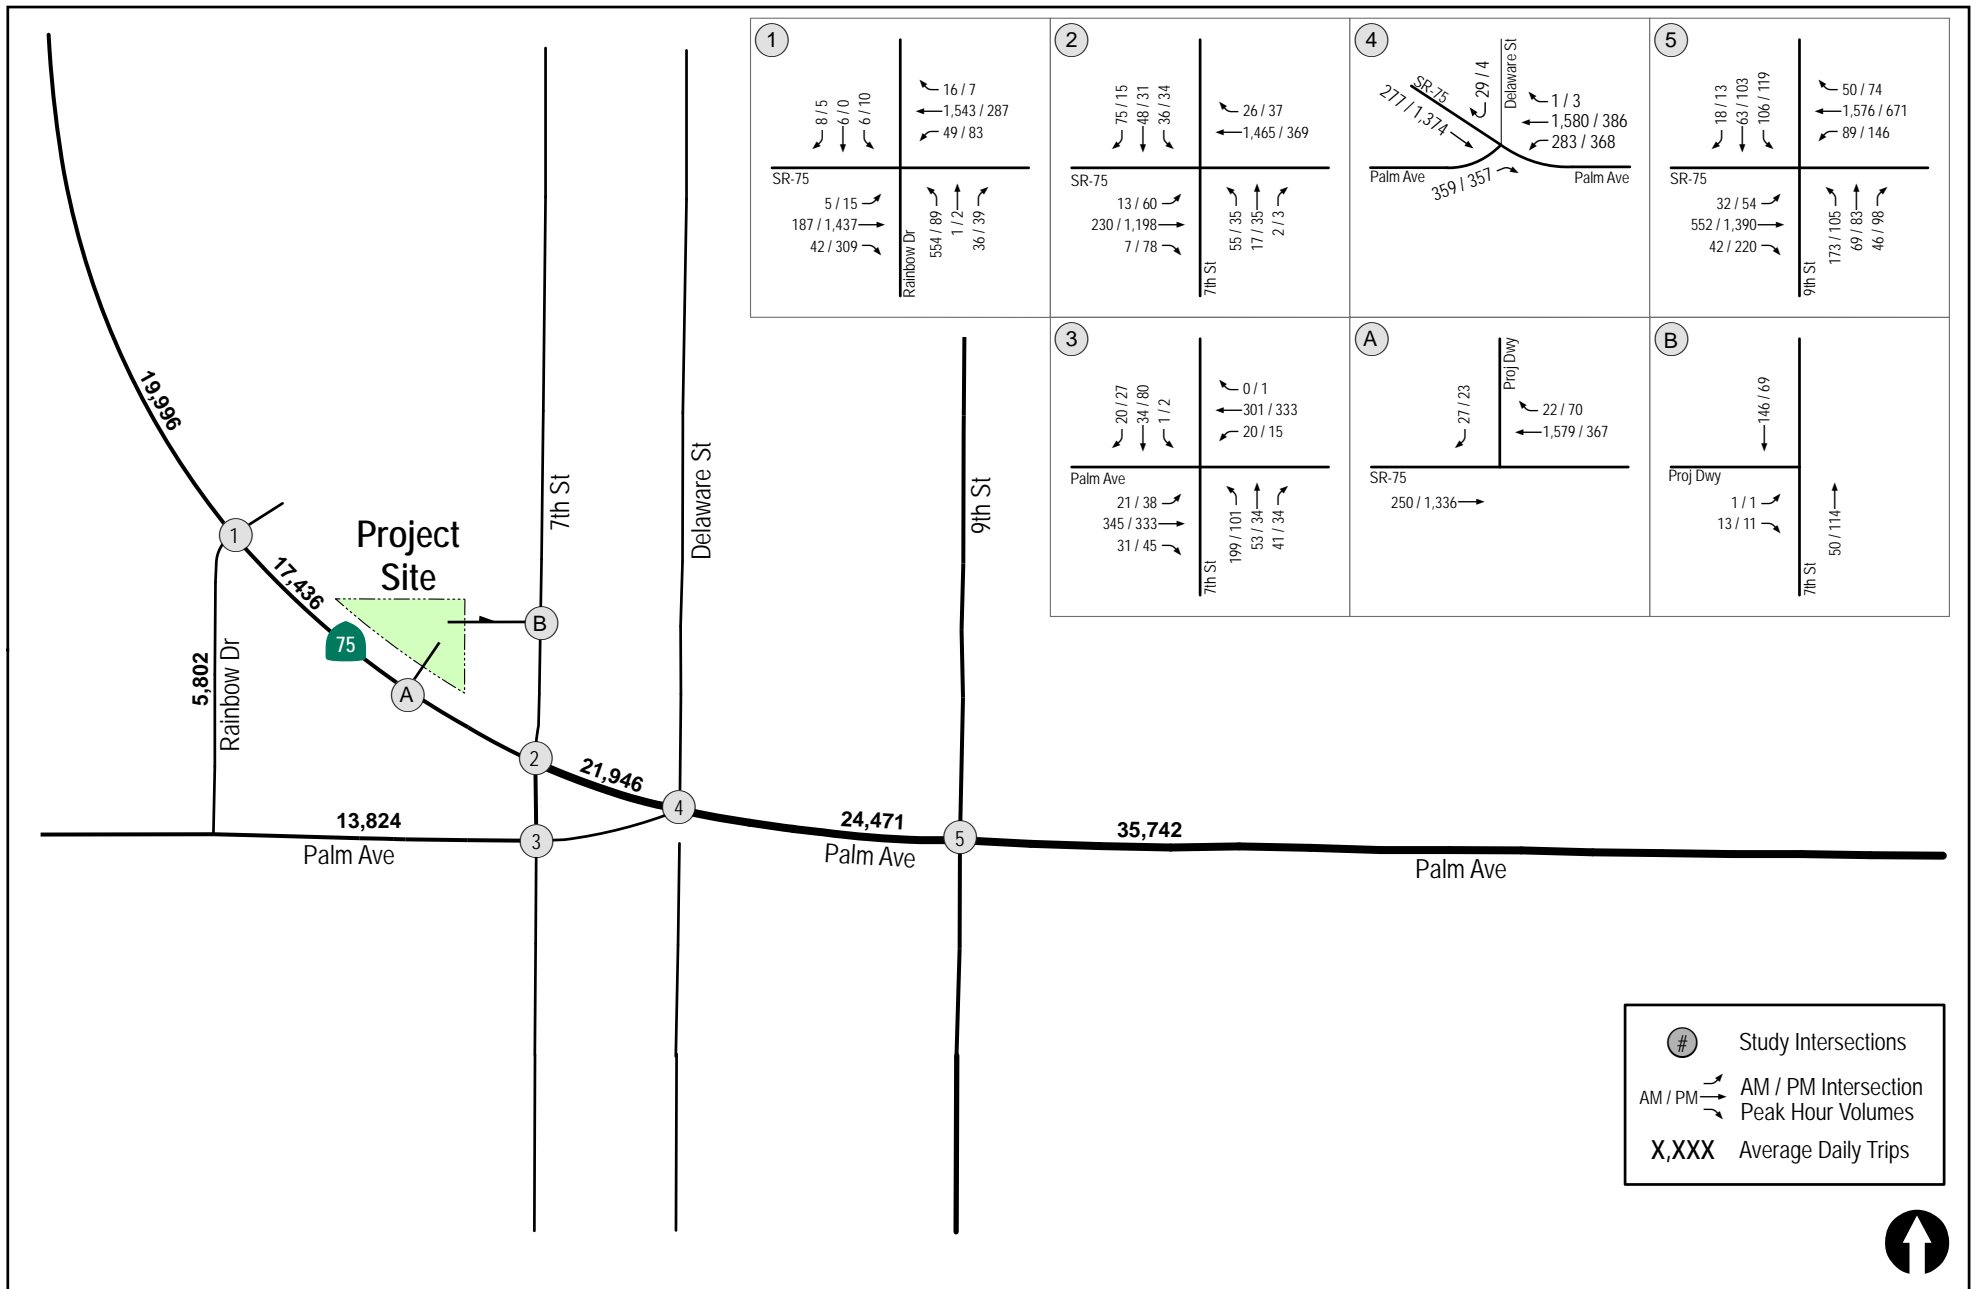 1
8 / 5
6 / 0
6 / 10
16 / 7
1,543 / 287
49 / 83
SR-75
5 / 15
187 / 1,437
42 / 309
Rainbow Dr
554 / 89
1 / 2
36 / 39
2
75 / 15
48 / 31
36 / 34
26 / 37
1,465 / 369
SR-75
13 / 60
230 / 1,198
7 / 78
7th St
55 / 35
17 / 35
2 / 3
4
SR-75
277 / 1,374
29 / 4
Delaware St
1 / 3
1,580 / 386
283 / 368
Palm Ave
359 / 357
Palm Ave
5
18 / 13
63 / 103
106 / 119
50 / 74
1,576 / 671
89 / 146
SR-75
32 / 54
552 / 1,390
42 / 220
9th St
173 / 105
69 / 83
46 / 98
3
20 / 27
34 / 80
1 / 2
0 / 1
301 / 333
20 / 15
Palm Ave
21 / 38
345 / 333
31 / 45
7th St
199 / 101
53 / 34
41 / 34
A
27 / 23
Proj Dwy
22 / 70
1,579 / 367
SR-75
250 / 1,336
B
146 / 69
Proj Dwy
1 / 1
13 / 11
7th St
50 / 114
19,996
1
17,436
Project
Site
75
A
B
7th St
Delaware St
9th St
5,802
Rainbow Dr
2
21,946
4
13,824
Palm Ave
3
24,471
Palm Ave
5
35,742
Palm Ave
#
Study Intersections
AM / PM
AM / PM Intersection
Peak Hour Volumes
X,XXX
Average Daily Trips